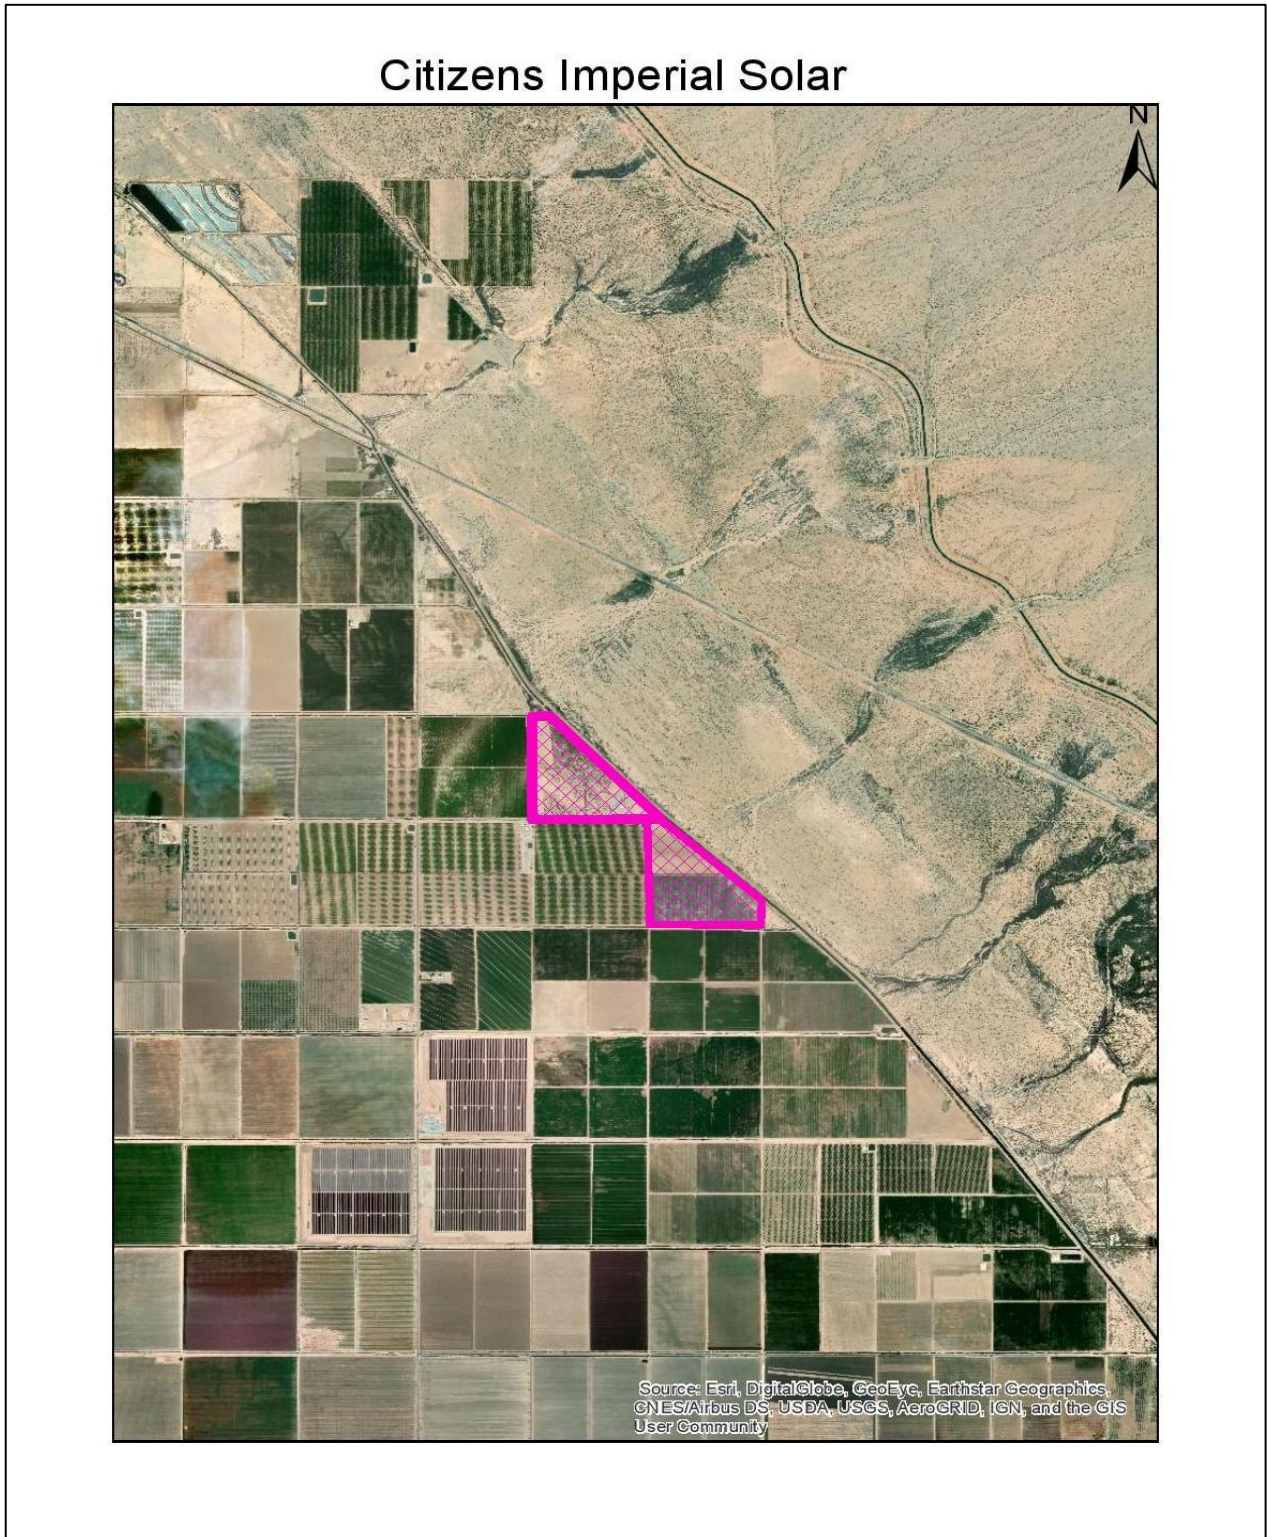 Citizens Imperial Solar
N
Source: Esri, DigitalGlobe, GeoEye, Earthstar Geographics,
CNES/Airbus DS, USDA, USGS, AeroGRID, IGN, and the GIS
User Community